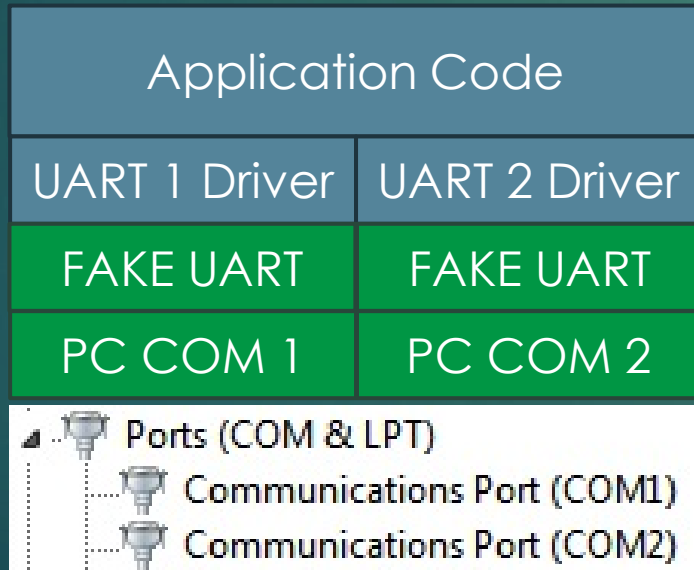 Application Code
UART 1 Driver UART 2 Driver
FAKE UART FAKE UART
PC COM 1 PC COM 2
Ports (COM & LPT)
Communications Port (COM1)
Communications Port (COM2)